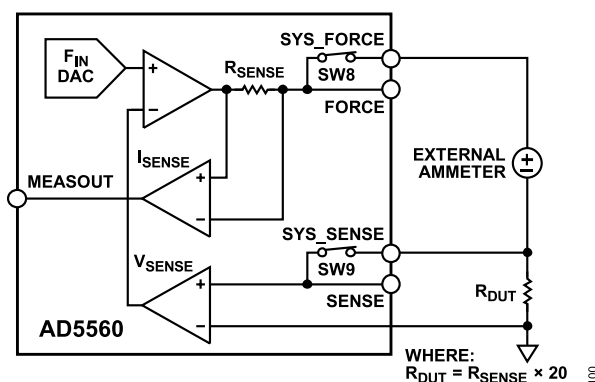 SYS_FORCE
F_IN
DAC
R_SENSE
SW8
FORCE
I_SENSE
MEASOUT
EXTERNAL
AMMETER
SYS_SENSE
SW9
V_SENSE
SENSE
R_DUT
AD5560
WHERE:
R_DUT = R_SENSE × 20